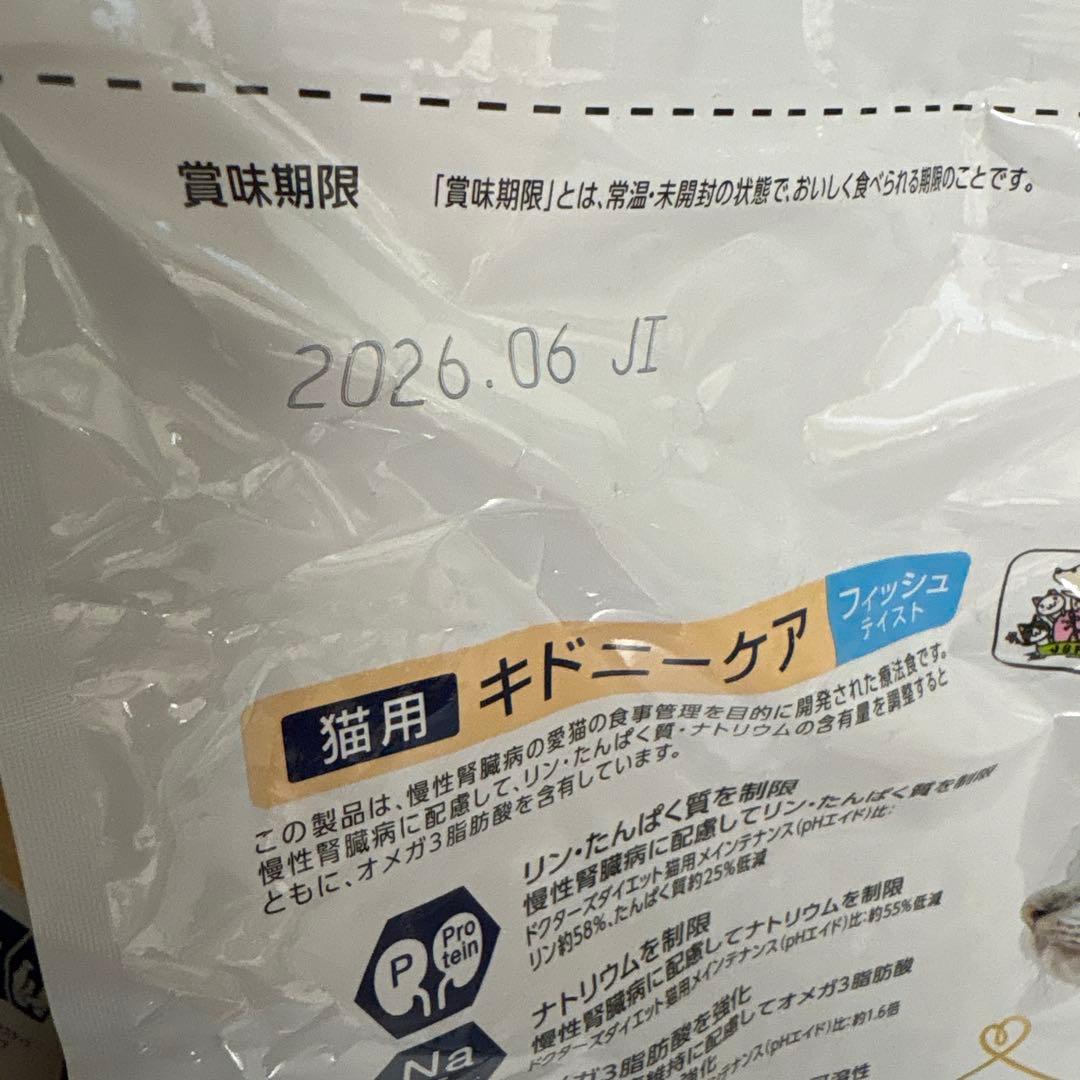 賞味期限
「賞味期限」とは、常温・未開封の状態で、おいしく食べられる期限のことです。
2026.06 JI
猫用 キドニーケア
フィッシュ
テイスト
この製品は、慢性腎臓病の愛猫の食事管理を目的に開発された療法食です。
慢性腎臓病に配慮して、リン・たんぱく質・ナトリウムの含有量を調整すると
ともに、オメガ3脂肪酸を含有しています。
P
Pro
tein
リン・たんぱく質を制限
慢性腎臓病に配慮してリン・たんぱく質を制限
ドクターズダイエット猫用メインテナンス(pHエイド)比:
リン約58%、たんぱく質約25%低減
Na
ナトリウムを制限
慢性腎臓病に配慮してナトリウムを制限
ドクターズダイエット猫用メインテナンス(pHエイド)比:約55%低減
オメガ3脂肪酸を強化
維持に配慮してオメガ3脂肪酸
強化
ンテナンス(pHエイド)比:約1.6倍